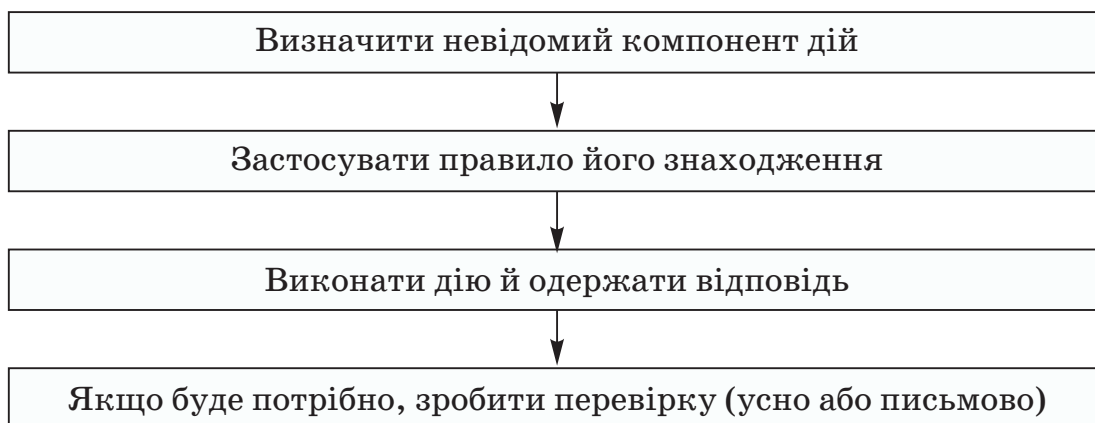 Визначити невідомий компонент дій
Застосувати правило його знаходження
Виконати дію й одержати відповідь
Якщо буде потрібно, зробити перевірку (усно або письмово)